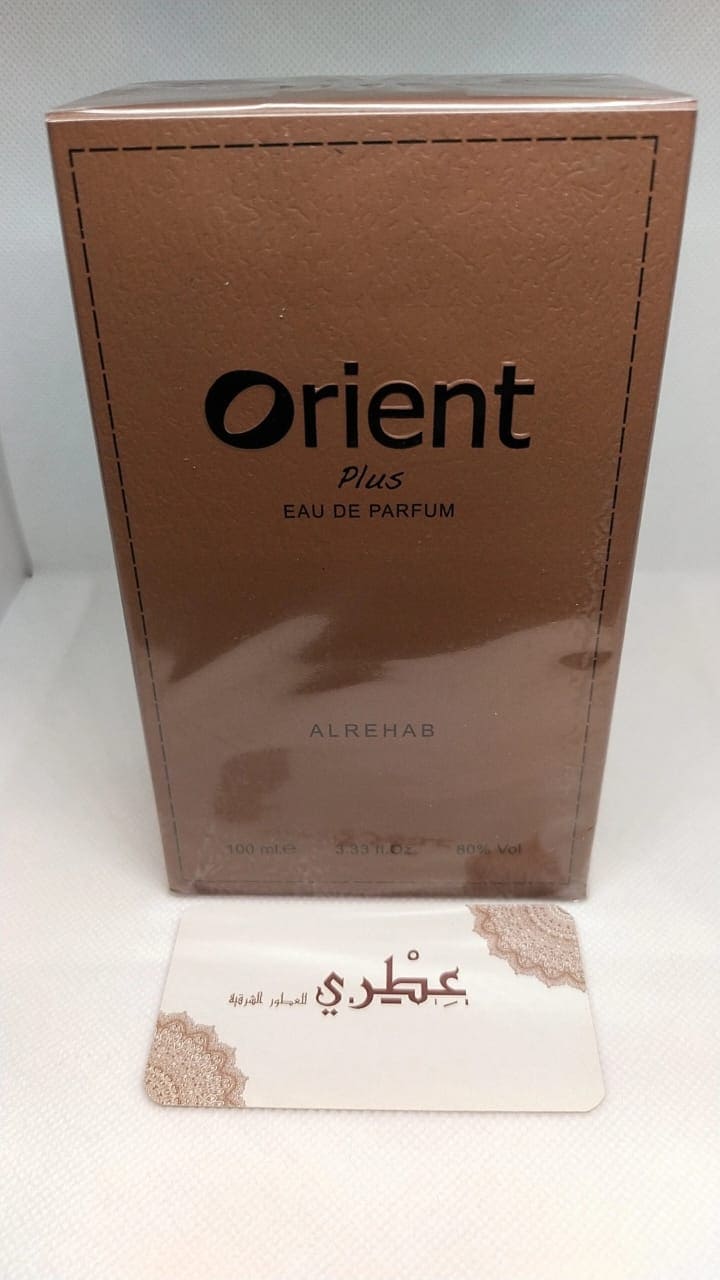 Orient
Plus
EAU DE PARFUM
ALREHAB
100 ml.e 3.33 fl.Oz 80% Vol
عِطْرِي للعطور الشرقية